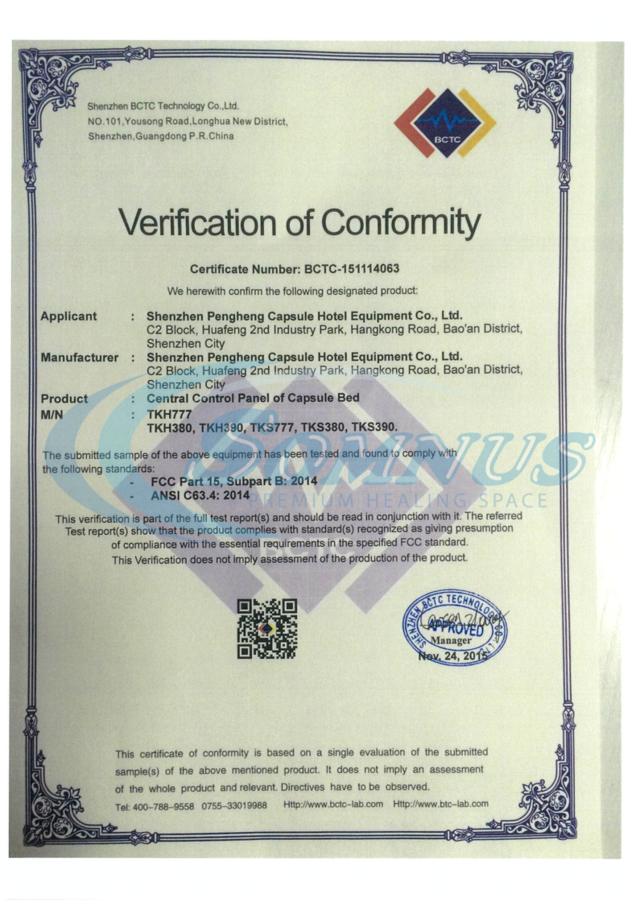 Shenzhen BCTC Technology Co.,Ltd.
NO.101,Yousong Road,Longhua New District,
Shenzhen,Guangdong P.R.China
BCTC
Verification of Conformity
Certificate Number: BCTC-151114063
We herewith confirm the following designated product:
Applicant : Shenzhen Pengheng Capsule Hotel Equipment Co., Ltd.
C2 Block, Huafeng 2nd Industry Park, Hangkong Road, Bao'an District,
Shenzhen City
Manufacturer : Shenzhen Pengheng Capsule Hotel Equipment Co., Ltd.
C2 Block, Huafeng 2nd Industry Park, Hangkong Road, Bao'an District,
Shenzhen City
Product : Central Control Panel of Capsule Bed
M/N : TKH777
TKH380, TKH390, TKS777, TKS380, TKS390.
SOMNUS
PREMIUM HEALING SPACE
The submitted sample of the above equipment has been tested and found to comply with
the following standards:
- FCC Part 15, Subpart B: 2014
- ANSI C63.4: 2014
This verification is part of the full test report(s) and should be read in conjunction with it. The referred
Test report(s) show that the product complies with standard(s) recognized as giving presumption
of compliance with the essential requirements in the specified FCC standard.
BCTC
This Verification does not imply assessment of the production of the product.
SHENZHEN BCTC TECHNOLOGY CO., LTD
APPROVED
Manager
Nov. 24, 2015
This certificate of conformity is based on a single evaluation of the submitted
sample(s) of the above mentioned product. It does not imply an assessment
of the whole product and relevant. Directives have to be observed.
Tel: 400-788-9558 0755-33019988 Http://www.bctc-lab.com Http://www.btc-lab.com